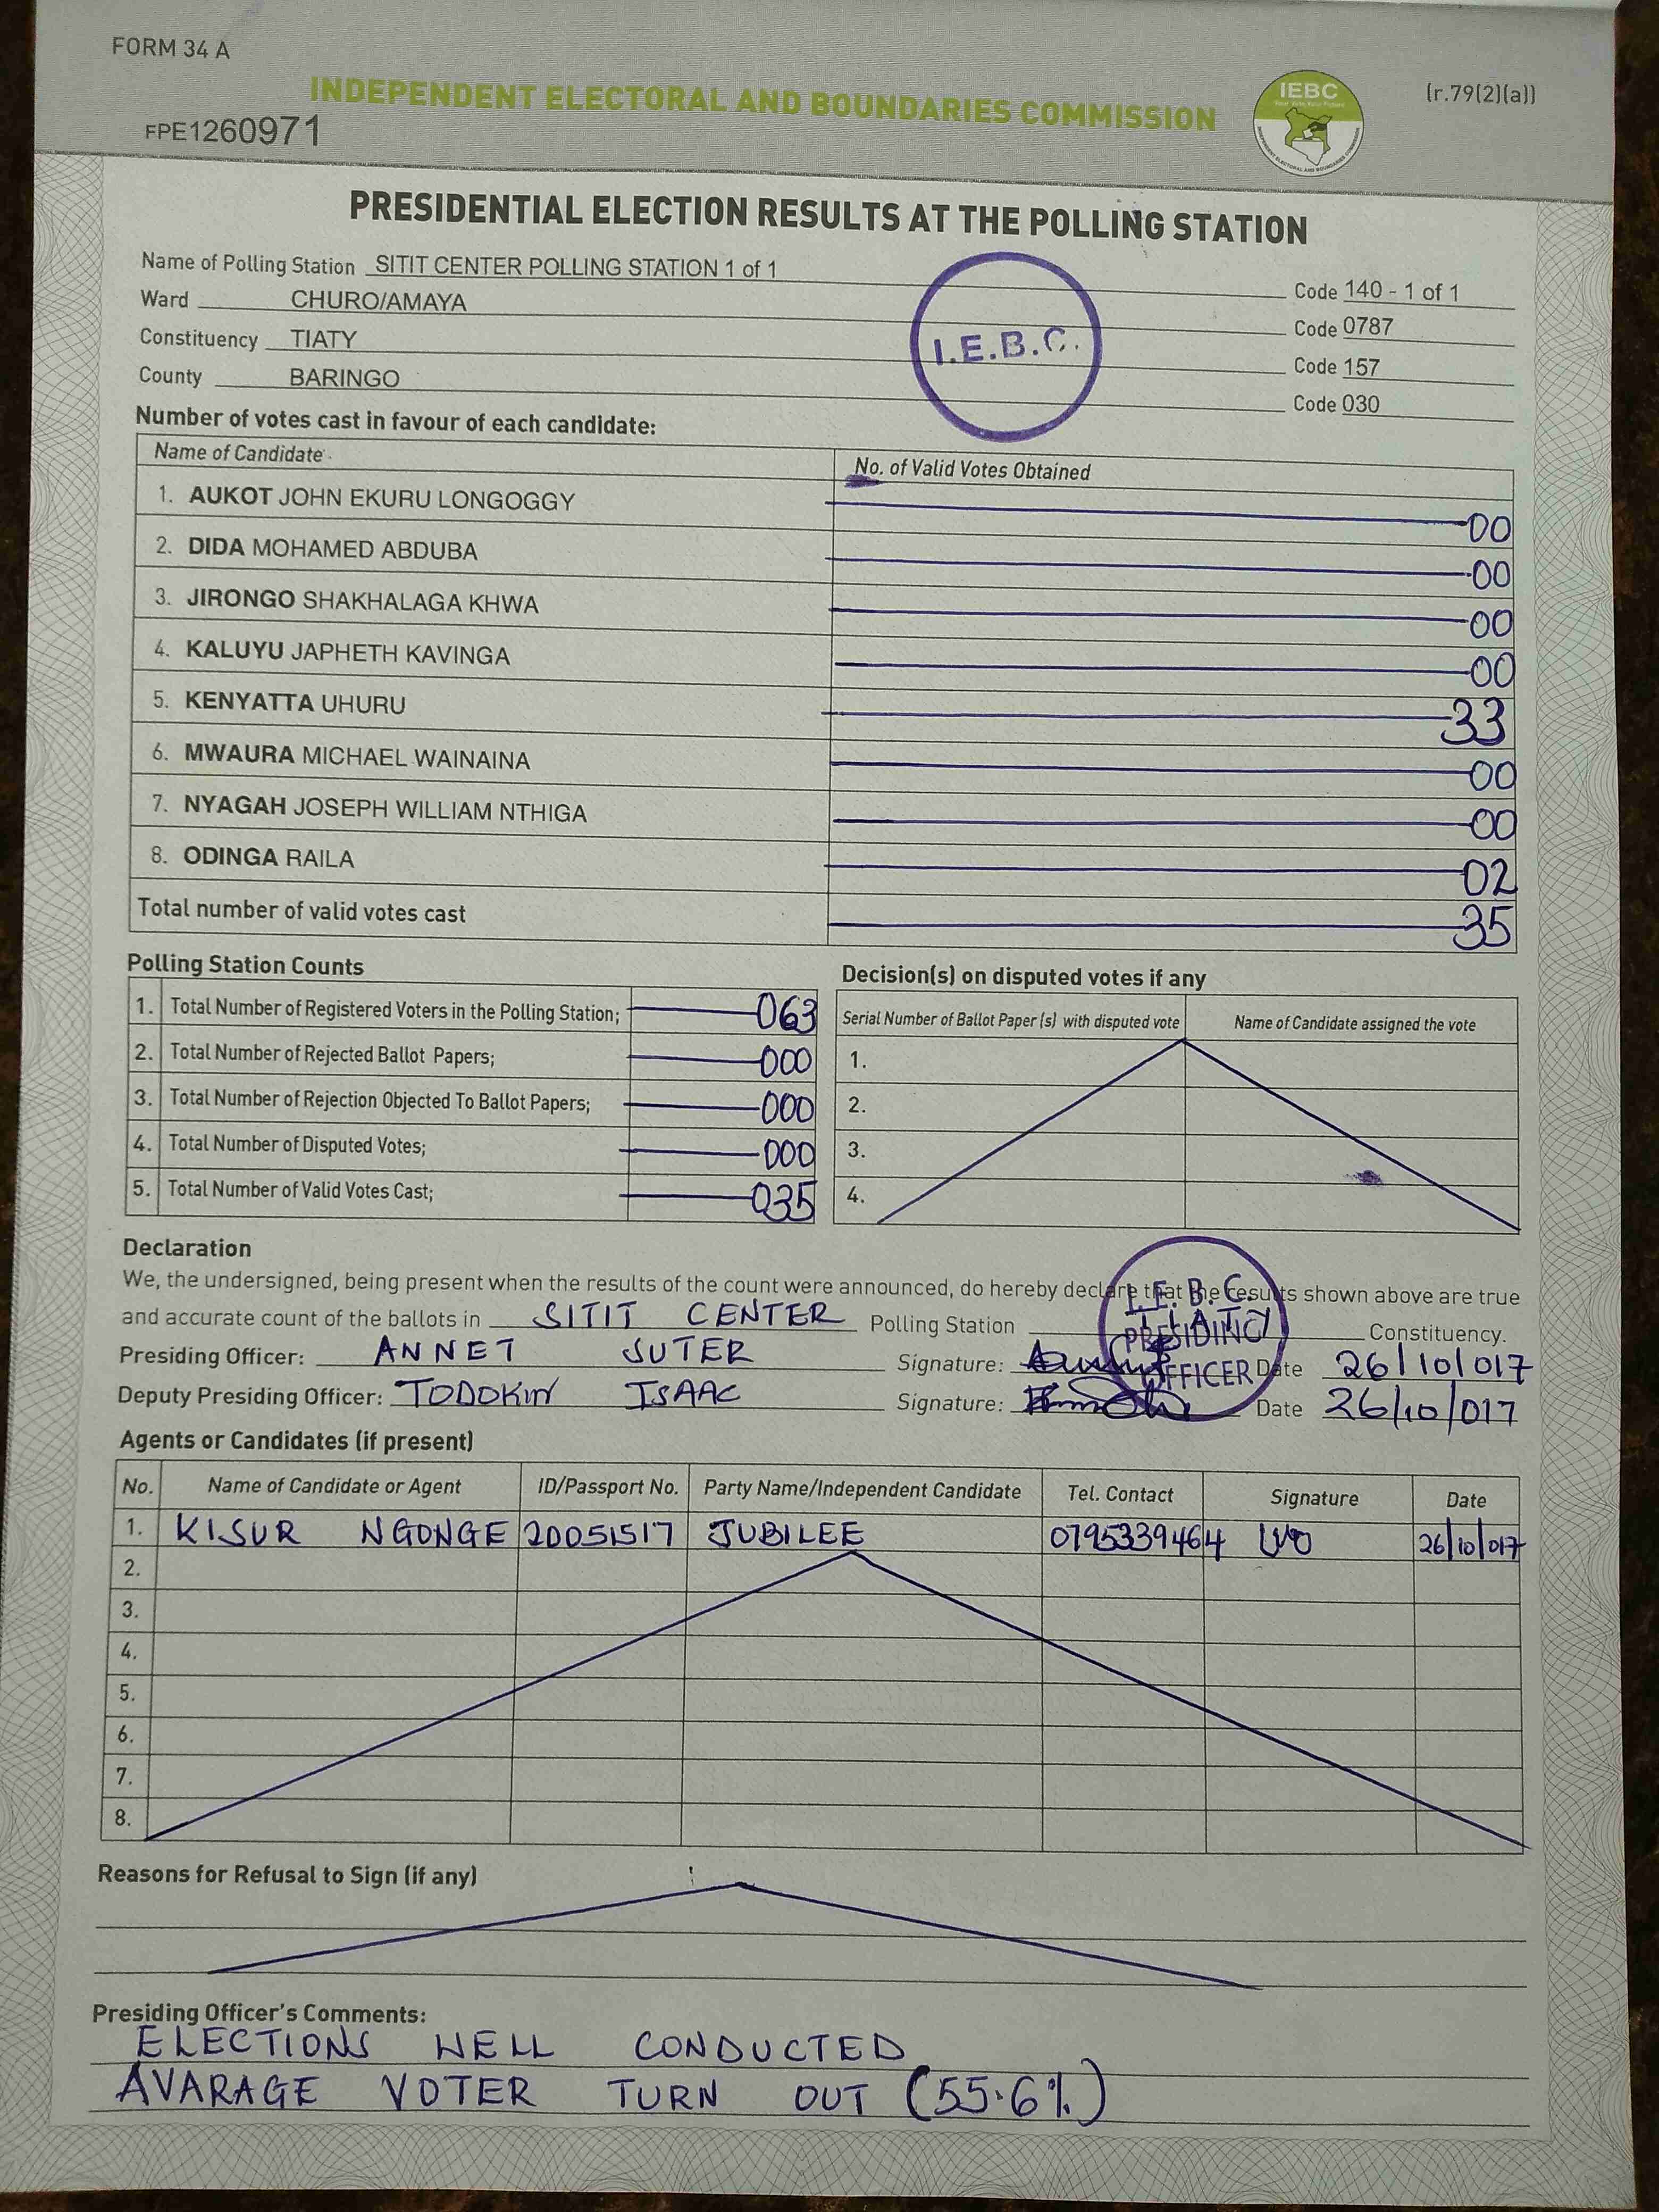 FORM 34 A
INDEPENDENT ELECTORAL AND BOUNDARIES COMMISSION
IEBC
(r.79(2)(a))
FPE1260971
PRESIDENTIAL ELECTION RESULTS AT THE POLLING STATION
Name of Polling Station SITIT CENTER POLLING STATION 1 of 1 Code 140 - 1 of 1
Ward CHURO/AMAYA Code 0787
Constituency TIATY Code 157
County BARINGO Code 030
I.E.B.C.
Number of votes cast in favour of each candidate:
Name of Candidate No. of Valid Votes Obtained
1. AUKOT JOHN EKURU LONGOGGY 00
2. DIDA MOHAMED ABDUBA 00
3. JIRONGO SHAKHALAGA KHWA 00
4. KALUYU JAPHETH KAVINGA 00
5. KENYATTA UHURU 33
6. MWAURA MICHAEL WAINAINA 00
7. NYAGAH JOSEPH WILLIAM NTHIGA 00
8. ODINGA RAILA 02
Total number of valid votes cast 35
Polling Station Counts
1. Total Number of Registered Voters in the Polling Station; 063
2. Total Number of Rejected Ballot Papers; 000
3. Total Number of Rejection Objected To Ballot Papers; 000
4. Total Number of Disputed Votes; 000
5. Total Number of Valid Votes Cast; 035
Decision(s) on disputed votes if any
Serial Number of Ballot Paper (s) with disputed vote Name of Candidate assigned the vote
1.
2.
3.
4.
Declaration
We, the undersigned, being present when the results of the count were announced, do hereby declare that the results shown above are true
and accurate count of the ballots in SITIT CENTER Polling Station TIATY Constituency.
Presiding Officer: ANNET SUTER Signature: Date 26/10/017
Deputy Presiding Officer: TODOKIN ISAAC Signature: Date 26/10/017
I.E.B.C.
PRESIDING
OFFICER
Agents or Candidates (if present)
No. Name of Candidate or Agent ID/Passport No. Party Name/Independent Candidate Tel. Contact Signature Date
1. KISUR NGONGE 20051517 JUBILEE 0795339464 26/10/017
2.
3.
4.
5.
6.
7.
8.
Reasons for Refusal to Sign (if any)
Presiding Officer's Comments:
ELECTIONS WELL CONDUCTED
AVARAGE VOTER TURN OUT (55.6%)